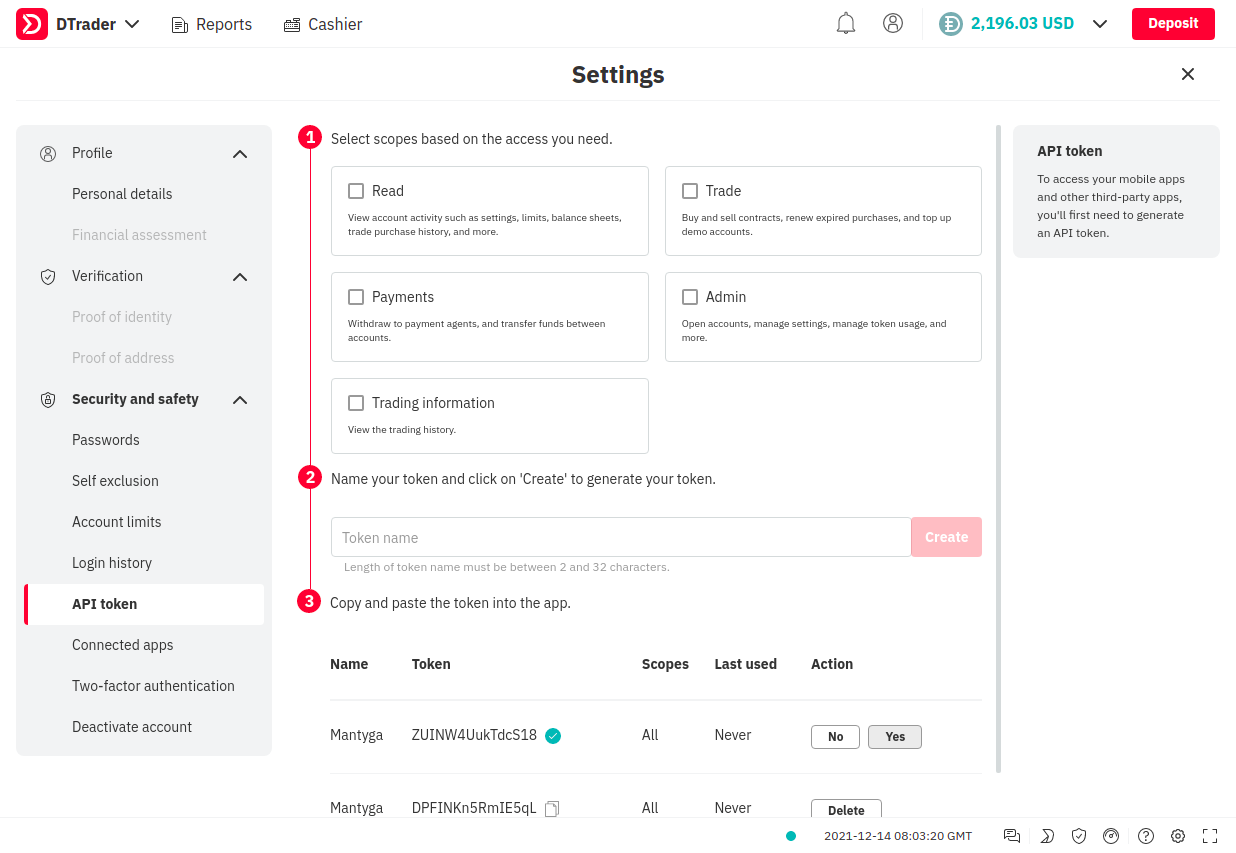 DTrader
Reports
Cashier
2,196.03 USD
Deposit
Settings
Profile
Personal details
Financial assessment
Verification
Proof of identity
Proof of address
Security and safety
Passwords
Self exclusion
Account limits
Login history
API token
Connected apps
Two-factor authentication
Deactivate account
1 Select scopes based on the access you need.
Read
View account activity such as settings, limits, balance sheets,
trade purchase history, and more.
Trade
Buy and sell contracts, renew expired purchases, and top up
demo accounts.
Payments
Withdraw to payment agents, and transfer funds between
accounts.
Admin
Open accounts, manage settings, manage token usage, and
more.
Trading information
View the trading history.
2 Name your token and click on 'Create' to generate your token.
Token name
Create
Length of token name must be between 2 and 32 characters.
3 Copy and paste the token into the app.
Name Token Scopes Last used Action
Mantyga ZUINW4UukTdcS18 All Never No Yes
Mantyga DPFINKn5RmIE5qL All Never Delete
API token
To access your mobile apps
and other third-party apps,
you'll first need to generate
an API token.
2021-12-14 08:03:20 GMT